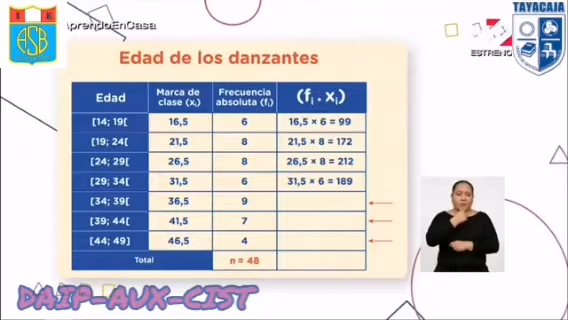 AprendoEnCasa
I E
ASB
TAYACAJA
ESTRENO
Edad de los danzantes
Edad Marca de clase (xᵢ) Frecuencia absoluta (fᵢ) (fᵢ . xᵢ)
[14; 19[ 16,5 6 16,5 × 6 = 99
[19; 24[ 21,5 8 21,5 × 8 = 172
[24; 29[ 26,5 8 26,5 × 8 = 212
[29; 34[ 31,5 6 31,5 × 6 = 189
[34; 39[ 36,5 9
[39; 44[ 41,5 7
[44; 49] 46,5 4
Total n = 48
DAIP-AUX-CIST